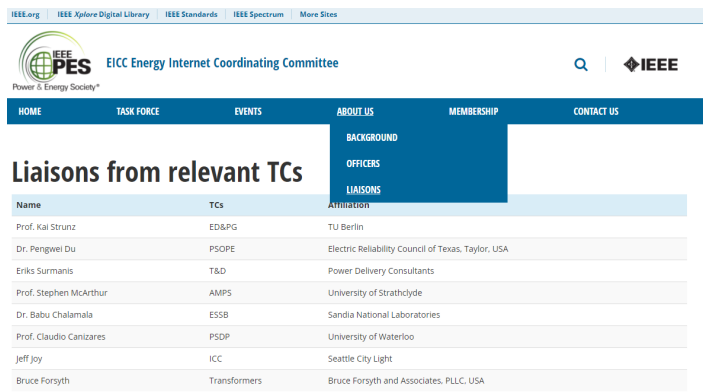 IEEE.org | IEEE Xplore Digital Library | IEEE Standards | IEEE Spectrum | More Sites
IEEE
PES
Power & Energy Society®
EICC Energy Internet Coordinating Committee
IEEE
HOME TASK FORCE EVENTS ABOUT US MEMBERSHIP CONTACT US
BACKGROUND
OFFICERS
LIAISONS
Liaisons from relevant TCs
Name TCs Affiliation
Prof. Kai Strunz ED&PG TU Berlin
Dr. Pengwei Du PSOPE Electric Reliability Council of Texas, Taylor, USA
Eriks Surmanis T&D Power Delivery Consultants
Prof. Stephen McArthur AMPS University of Strathclyde
Dr. Babu Chalamala ESSB Sandia National Laboratories
Prof. Claudio Canizares PSDP University of Waterloo
Jeff Joy ICC Seattle City Light
Bruce Forsyth Transformers Bruce Forsyth and Associates, PLLC, USA